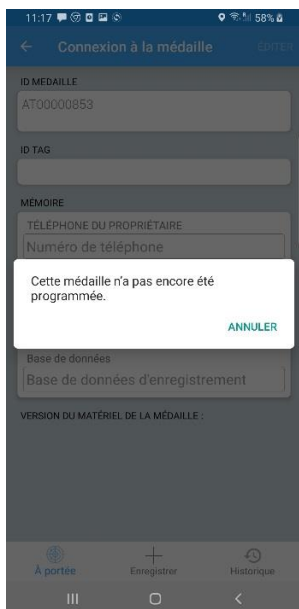 11:17 58%
Connexion à la médaille EDITER
ID MEDAILLE
AT00000853
ID TAG
MÉMOIRE
TÉLÉPHONE DU PROPRIÉTAIRE
Numéro de téléphone
Cette médaille n'a pas encore été
programmée.
ANNULER
Base de données
Base de données d'enregistrement
VERSION DU MATÉRIEL DE LA MÉDAILLE :
À portée Enregistrer Historique